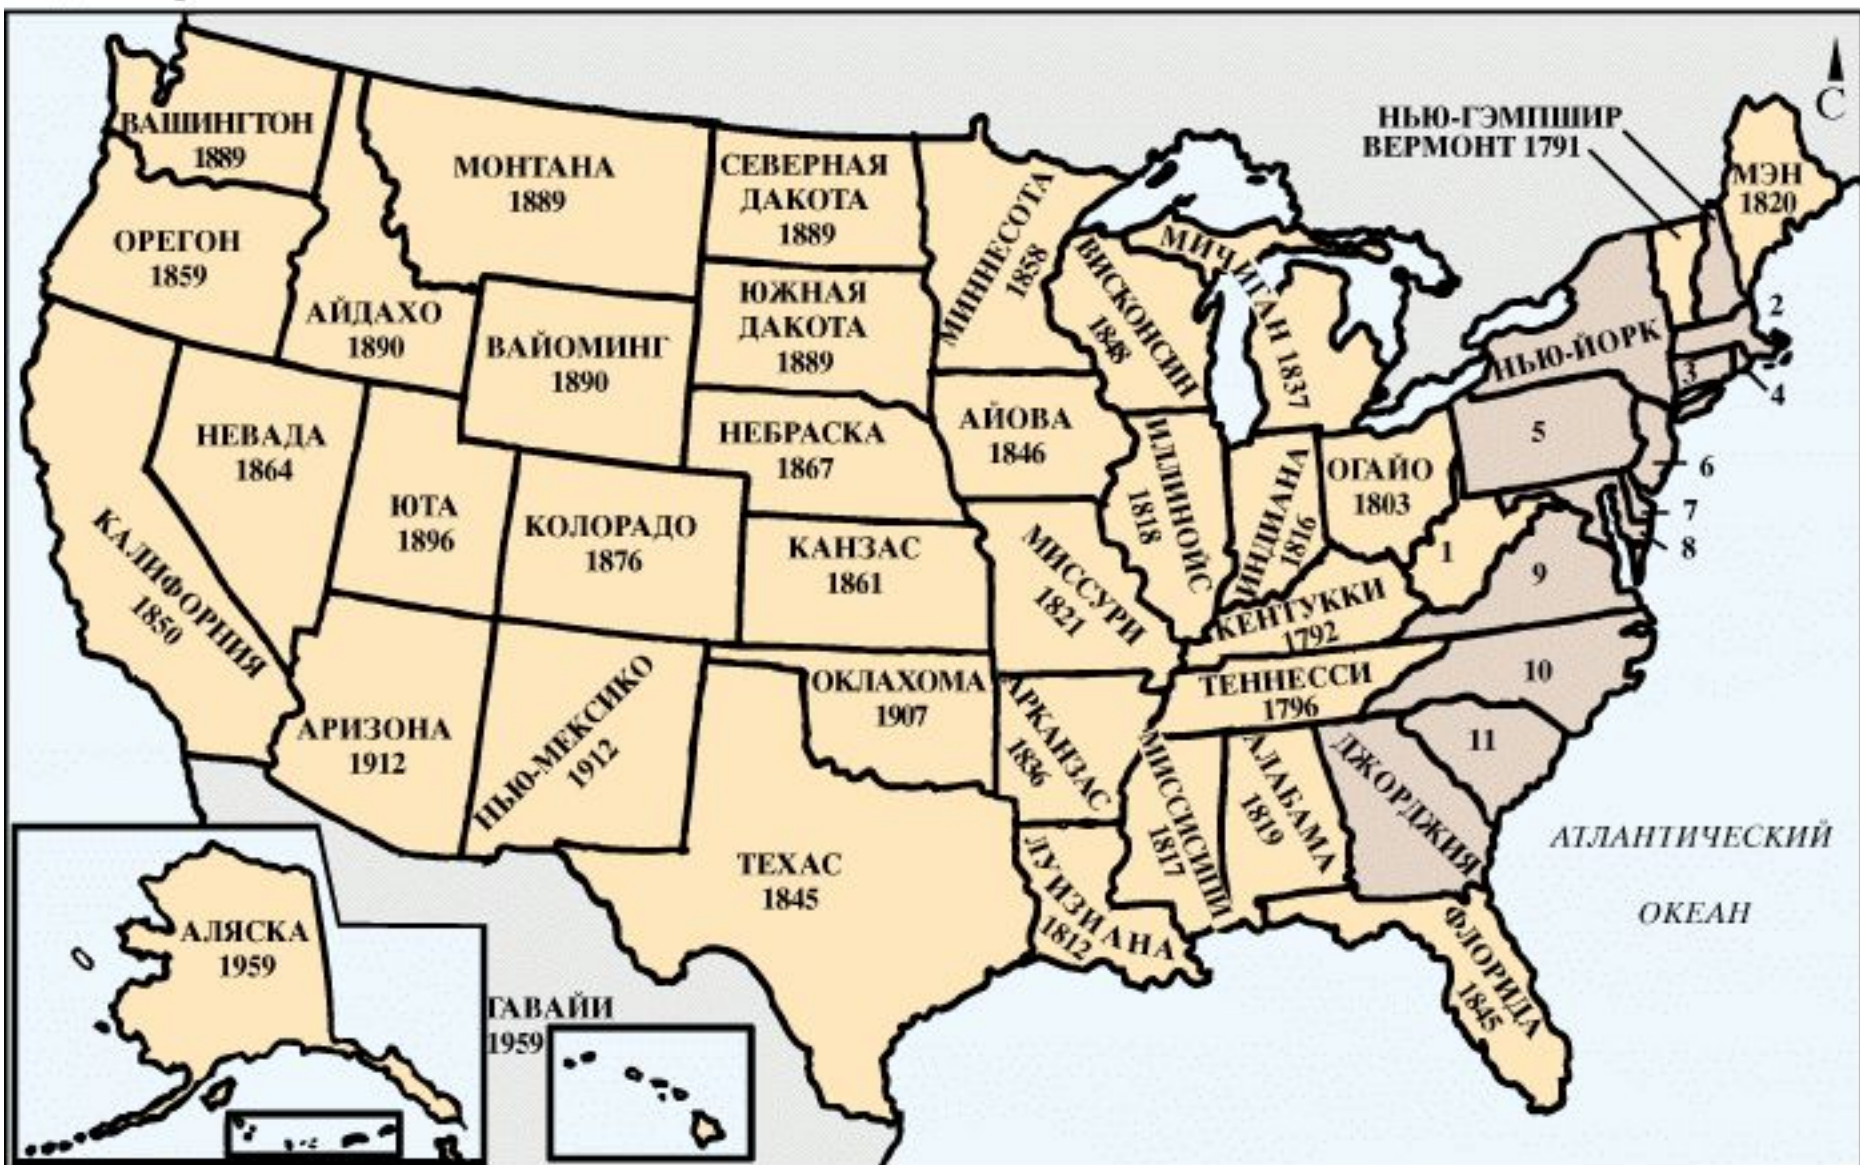 С
НЬЮ-ГЭМПШИР
ВЕРМОНТ 1791
МЭН
1820
ВАШИНГТОН
1889
МОНТАНА
1889
СЕВЕРНАЯ
ДАКОТА
1889
МИННЕСОТА
1858
ОРЕГОН
1859
АЙДАХО
1890
ВАЙОМИНГ
1890
ЮЖНАЯ
ДАКОТА
1889
ВИСКОНСИН
1848
МИЧИГАН 1837
НЬЮ-ЙОРК
2
3
4
5
6
7
8
НЕВАДА
1864
ЮТА
1896
КОЛОРАДО
1876
НЕБРАСКА
1867
АЙОВА
1846
ИЛЛИНОЙС
1818
ИНДИАНА
1816
ОГАЙО
1803
1
9
КАЛИФОРНИЯ
1850
КАНЗАС
1861
МИССУРИ
1821
КЕНТУККИ
1792
ТЕННЕССИ
1796
10
11
АРИЗОНА
1912
НЬЮ-МЕКСИКО
1912
ОКЛАХОМА
1907
АРКАНЗАС
1836
МИССИСИПИ
1817
АЛАБАМА
1819
ДЖОРДЖИЯ
ТЕХАС
1845
ЛУИЗИАНА
1812
ФЛОРИДА
1845
АТЛАНТИЧЕСКИЙ
ОКЕАН
АЛЯСКА
1959
ГАВАЙИ
1959